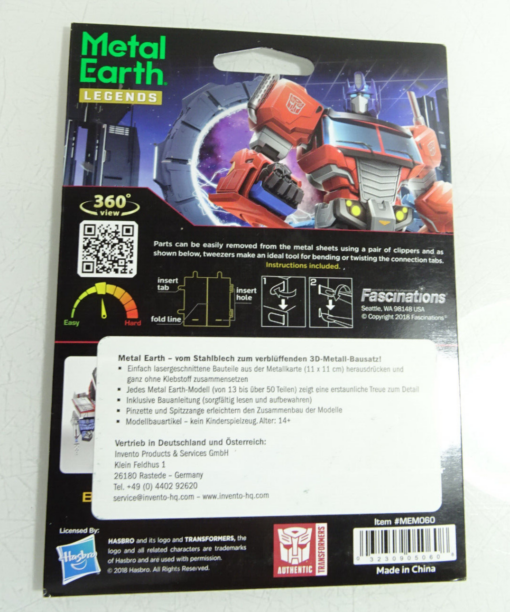 Metal
Earth
LEGENDS
360°
view
Parts can be easily removed from the metal sheets using a pair of clippers and as
shown below, tweezers make an ideal tool for bending or twisting the connection tabs.
Instructions included.
insert
tab
insert
hole
fold line
1
2
Fascinations
Seattle, WA 98148 USA
© Copyright 2018 Fascinations
Easy
Hard
Metal Earth – vom Stahlblech zum verblüffenden 3D-Metall-Bausatz!
• Einfach lasergeschnittene Bauteile aus der Metallkarte (11 x 11 cm) herausdrücken und
ganz ohne Klebstoff zusammensetzen
• Jedes Metal Earth-Modell (von 13 bis über 50 Teilen) zeigt eine erstaunliche Treue zum Detail
• Inklusive Bauanleitung (sorgfältig lesen und aufbewahren)
• Pinzette und Spitzzange erleichtern den Zusammenbau der Modelle
• Modellbauartikel – kein Kinderspielzeug. Alter: 14+
Vertrieb in Deutschland und Österreich:
Invento Products & Services GmbH
Klein Feldhus 1
26180 Rastede – Germany
Tel. +49 (0) 4402 92620
service@invento-hq.com – www.invento-hq.com
Licensed By:
Hasbro
HASBRO and its logo and TRANSFORMERS, the
logo and all related characters are trademarks
of Hasbro and are used with permission.
© 2018 Hasbro. All Rights Reserved.
AUTHENTIC
TRANSFORMERS
Item #MEM060
Made in China